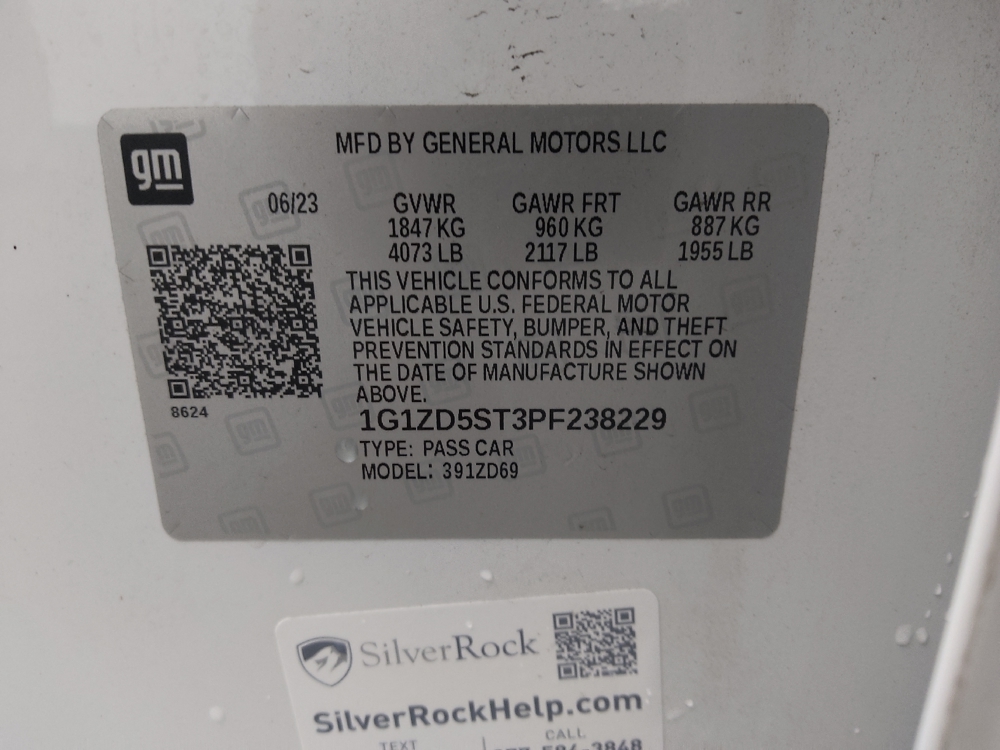 gm
MFD BY GENERAL MOTORS LLC
06/23 GVWR GAWR FRT GAWR RR
1847 KG 960 KG 887 KG
4073 LB 2117 LB 1955 LB
THIS VEHICLE CONFORMS TO ALL
APPLICABLE U.S. FEDERAL MOTOR
VEHICLE SAFETY, BUMPER, AND THEFT
PREVENTION STANDARDS IN EFFECT ON
THE DATE OF MANUFACTURE SHOWN
ABOVE.
8624
1G1ZD5ST3PF238229
TYPE: PASS CAR
MODEL: 391ZD69
SilverRock
SilverRockHelp.com
TEXT CALL